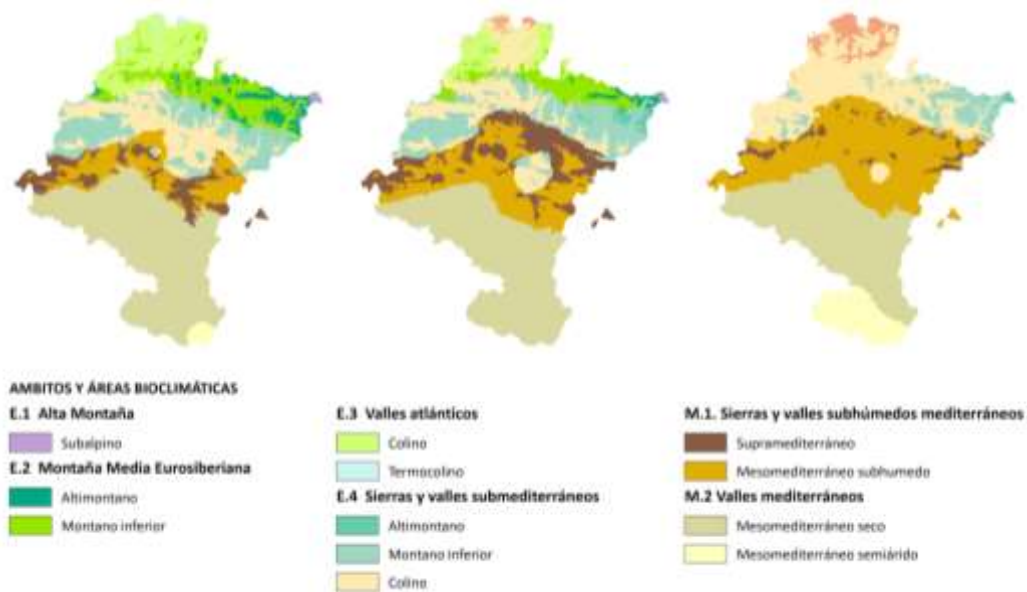 AMBITOS Y ÁREAS BIOCLIMÁTICAS
E.1 Alta Montaña
Subalpino
E.2 Montaña Media Eurosiberiana
Altimontano
Montano inferior
E.3 Valles atlánticos
Colino
Termocolino
E.4 Sierras y valles submediterráneos
Altimontano
Montano inferior
Colino
M.1. Sierras y valles subhúmedos mediterráneos
Supramediterráneo
Mesomediterráneo subhumedo
M.2 Valles mediterráneos
Mesomediterráneo seco
Mesomediterráneo semiárido